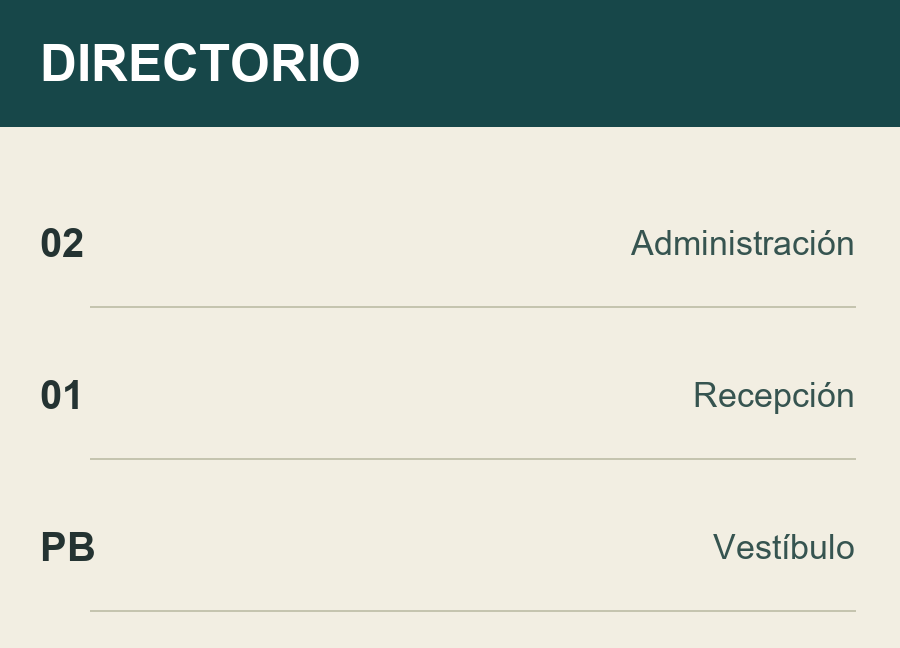 DIRECTORIO
02 Administración
01 Recepción
PB Vestíbulo